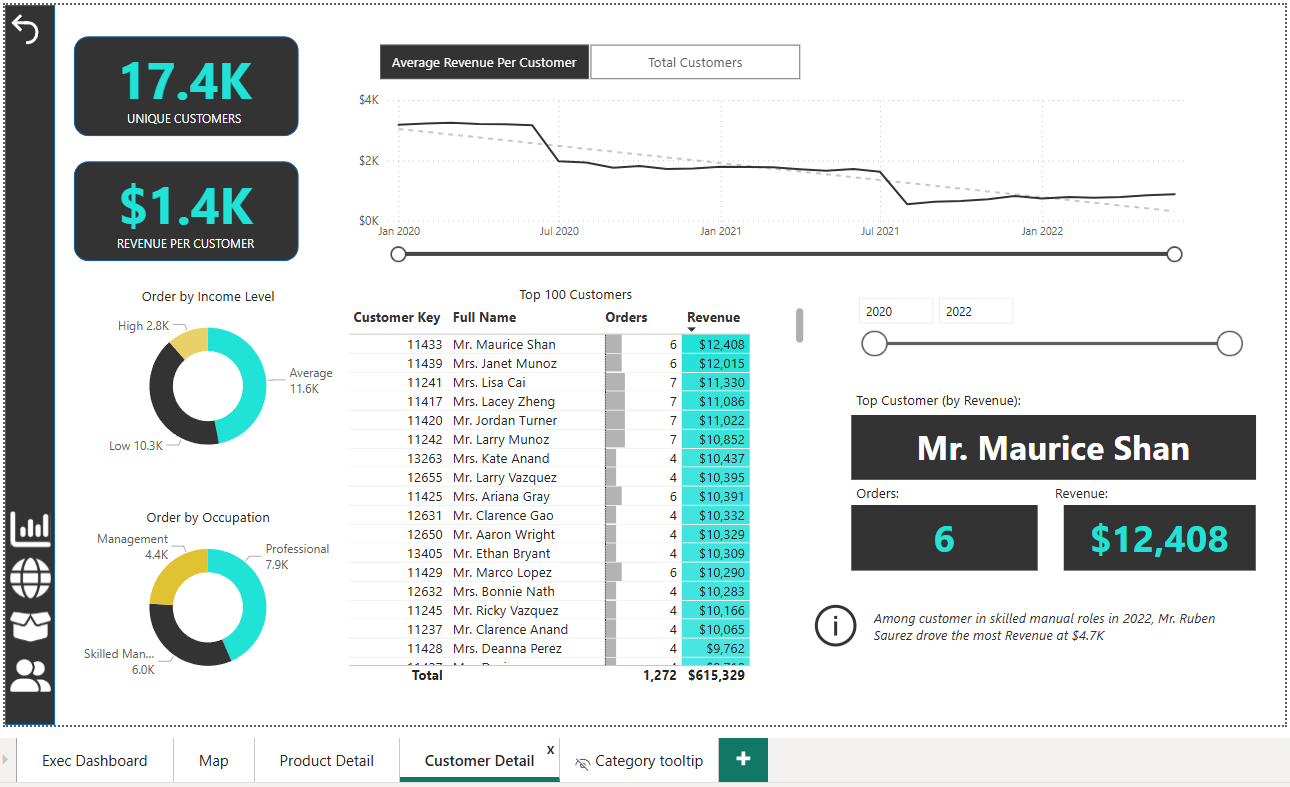 17.4K
UNIQUE CUSTOMERS
$1.4K
REVENUE PER CUSTOMER
Average Revenue Per Customer
Total Customers
$4K
$2K
$0K
Jan 2020
Jul 2020
Jan 2021
Jul 2021
Jan 2022
Order by Income Level
High 2.8K
Average
11.6K
Low 10.3K
Order by Occupation
Management
4.4K
Professional
7.9K
Skilled Man...
6.0K
Top 100 Customers
Customer Key Full Name Orders Revenue
11433 Mr. Maurice Shan 6 $12,408
11439 Mrs. Janet Munoz 6 $12,015
11241 Mrs. Lisa Cai 7 $11,330
11417 Mrs. Lacey Zheng 7 $11,086
11420 Mr. Jordan Turner 7 $11,022
11242 Mr. Larry Munoz 7 $10,852
13263 Mrs. Kate Anand 4 $10,437
12655 Mr. Larry Vazquez 4 $10,395
11425 Mrs. Ariana Gray 6 $10,391
12631 Mr. Clarence Gao 4 $10,332
12650 Mr. Aaron Wright 4 $10,329
13405 Mr. Ethan Bryant 4 $10,309
11429 Mr. Marco Lopez 6 $10,290
12632 Mrs. Bonnie Nath 4 $10,283
11245 Mr. Ricky Vazquez 4 $10,166
11237 Mr. Clarence Anand 4 $10,065
11428 Mrs. Deanna Perez 4 $9,762
Total 1,272 $615,329
2020 2022
Top Customer (by Revenue):
Mr. Maurice Shan
Orders: Revenue:
6 $12,408
Among customer in skilled manual roles in 2022, Mr. Ruben
Saurez drove the most Revenue at $4.7K
Exec Dashboard Map Product Detail Customer Detail x Category tooltip +